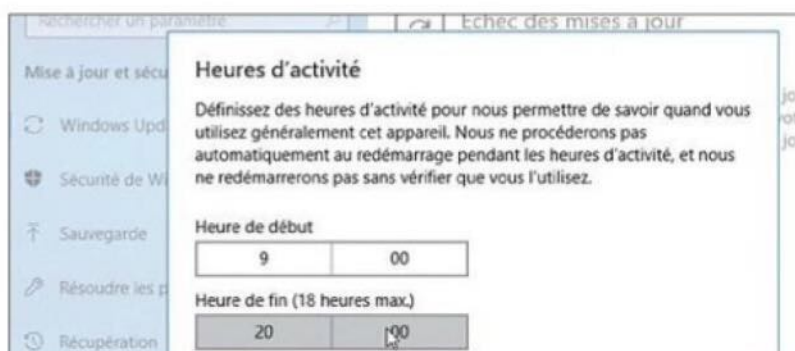 Rechercher un paramètre
Échec des mises à jour
Mise à jour et sécu
Windows Upd
Sécurité de Wi
Sauvegarde
Résoudre les p
Récupération
Heures d'activité
Définissez des heures d'activité pour nous permettre de savoir quand vous
utilisez généralement cet appareil. Nous ne procéderons pas
automatiquement au redémarrage pendant les heures d'activité, et nous
ne redémarrerons pas sans vérifier que vous l'utilisez.
Heure de début
9 00
Heure de fin (18 heures max.)
20 00